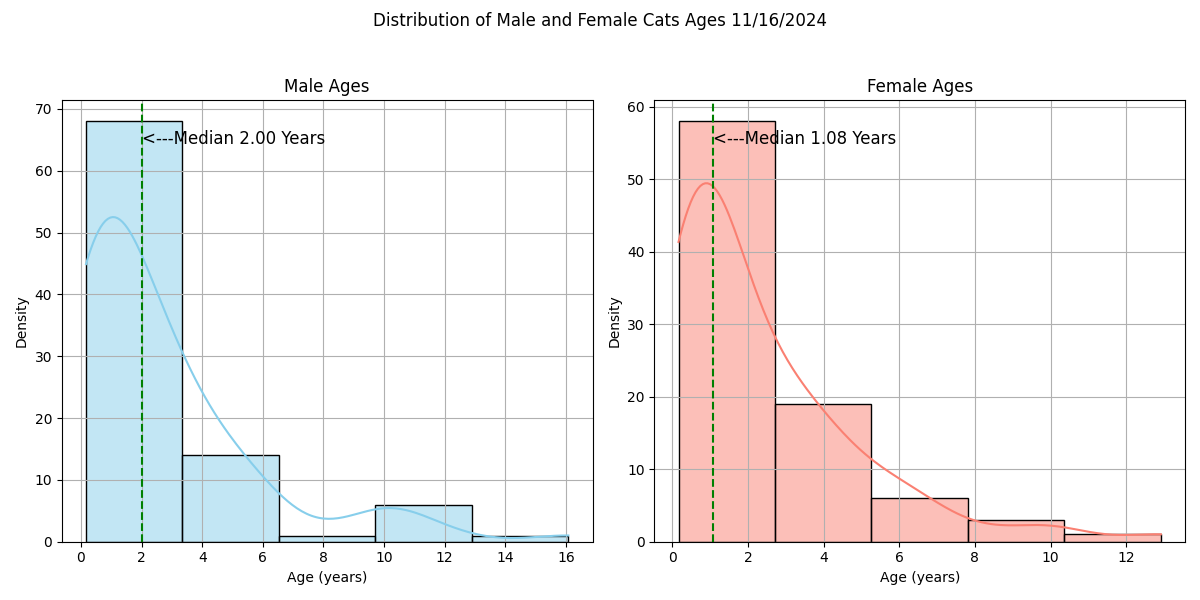 Distribution of Male and Female Cats Ages 11/16/2024
Male Ages
70
60
50
40
30
20
10
0
Density
<---Median 2.00 Years
0 2 4 6 8 10 12 14 16
Age (years)
Female Ages
60
50
40
30
20
10
0
Density
<---Median 1.08 Years
0 2 4 6 8 10 12
Age (years)